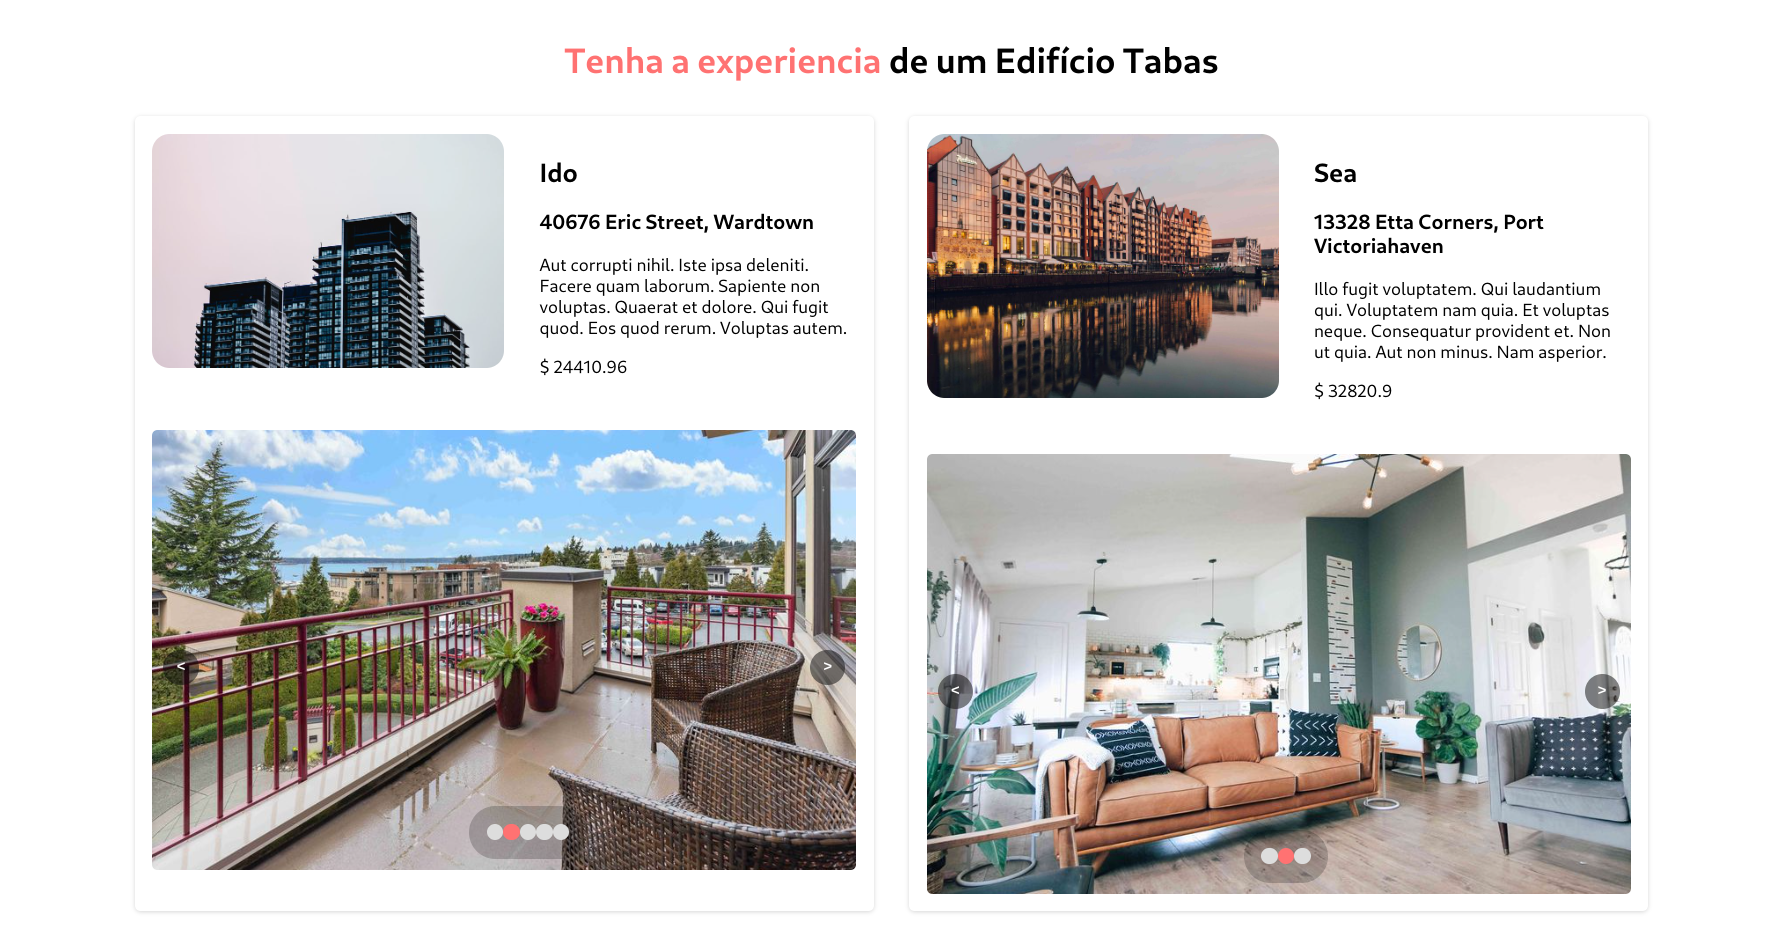 Tenha a experiencia de um Edifício Tabas
Ido
40676 Eric Street, Wardtown
Aut corrupti nihil. Iste ipsa deleniti.
Facere quam laborum. Sapiente non
voluptas. Quaerat et dolore. Qui fugit
quod. Eos quod rerum. Voluptas autem.
$ 24410.96
<
>
Sea
13328 Etta Corners, Port
Victoriahaven
Illo fugit voluptatem. Qui laudantium
qui. Voluptatem nam quia. Et voluptas
neque. Consequatur provident et. Non
ut quia. Aut non minus. Nam asperior.
$ 32820.9
<
>